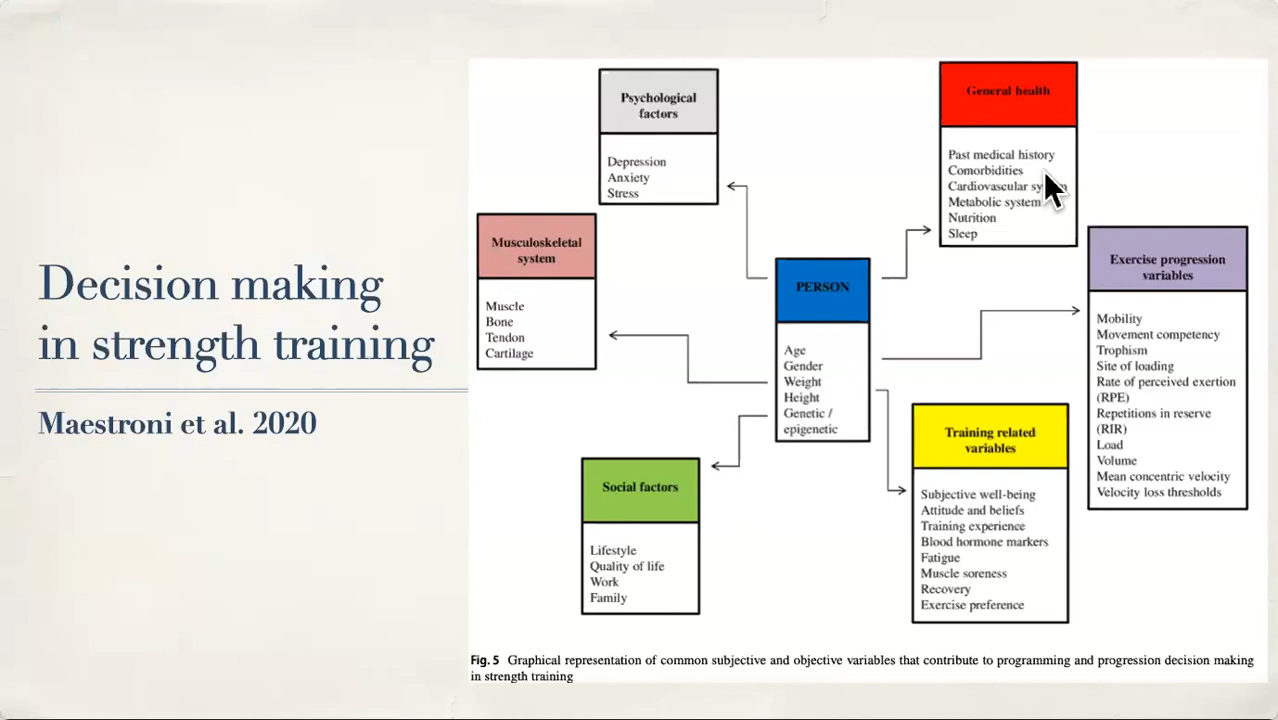 Decision making
in strength training
Maestroni et al. 2020
Psychological
factors
Depression
Anxiety
Stress
General health
Past medical history
Comorbidities
Cardiovascular
Metabolic system
Nutrition
Sleep
Musculoskeletal
system
Muscle
Bone
Tendon
Cartilage
PERSON
Age
Gender
Weight
Height
Genetic /
epigenetic
Exercise progression
variables
Mobility
Movement competency
Trophism
Site of loading
Rate of perceived exertion
(RPE)
Repetitions in reserve
(RIR)
Load
Volume
Mean concentric velocity
Velocity loss thresholds
Social factors
Lifestyle
Quality of life
Work
Family
Training related
variables
Subjective well-being
Attitude and beliefs
Training experience
Blood hormone markers
Fatigue
Muscle soreness
Recovery
Exercise preference
Fig. 5 Graphical representation of common subjective and objective variables that contribute to programming and progression decision making
in strength training